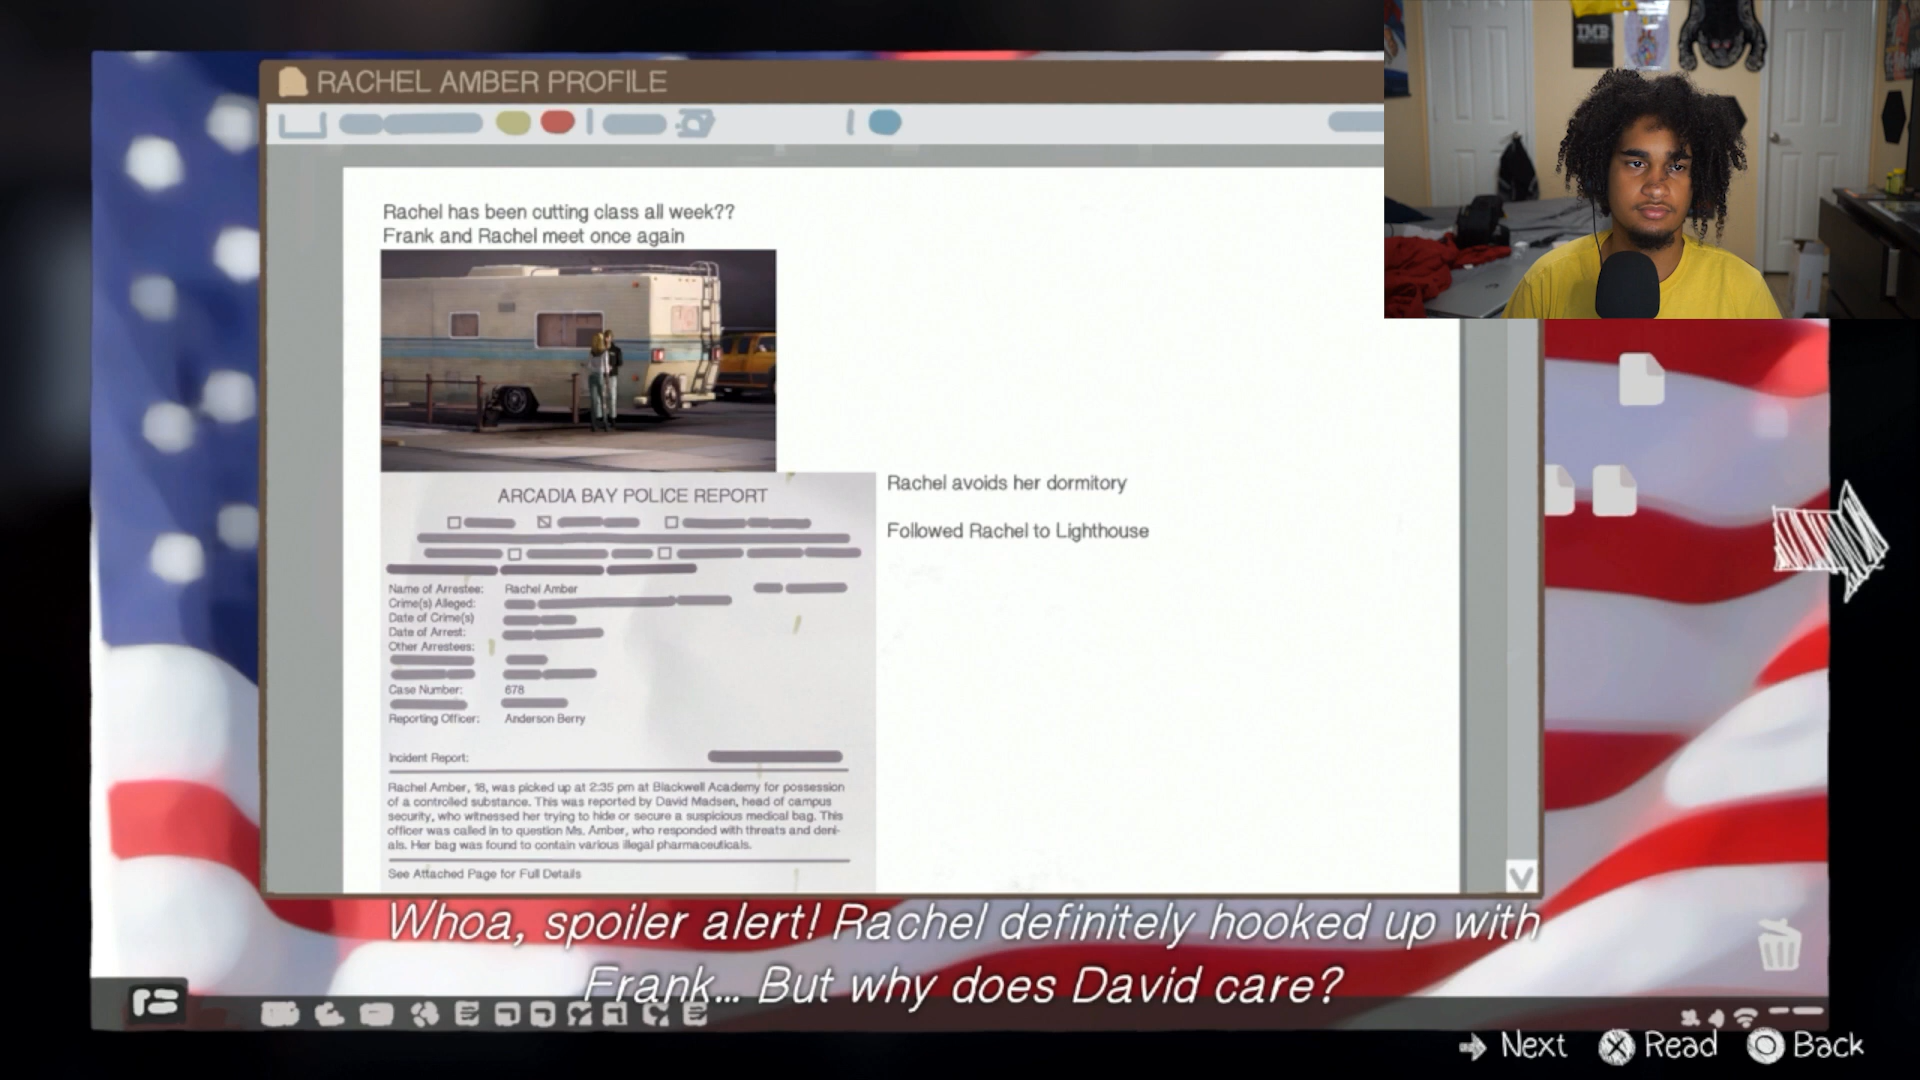 RACHEL AMBER PROFILE
IMB
Rachel has been cutting class all week??
Frank and Rachel meet once again
Rachel avoids her dormitory
Followed Rachel to Lighthouse
ARCADIA BAY POLICE REPORT
Name of Arrestee: Rachel Amber
Crime(s) Alleged:
Date of Crime(s)
Date of Arrest:
Other Arrestees:
Case Number: 678
Reporting Officer: Anderson Berry
Incident Report:
Rachel Amber, 18, was picked up at 2:35 pm at Blackwell Academy for possession
of a controlled substance. This was reported by David Madsen, head of campus
security, who witnessed her trying to hide or secure a suspicious medical bag. This
officer was called in to question Ms. Amber, who responded with threats and deni-
als. Her bag was found to contain various illegal pharmaceuticals.
See Attached Page for Full Details
Whoa, spoiler alert! Rachel definitely hooked up with
Frank... But why does David care?
Next Read Back